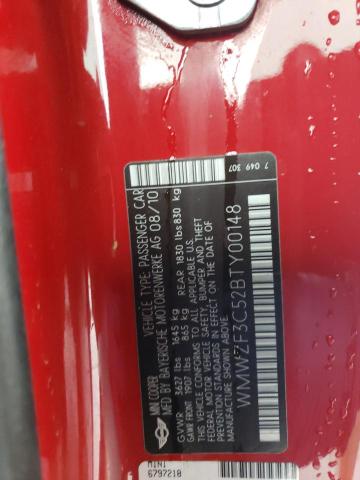 MINI COOPER VEHICLE TYPE: PASSENGER CAR
MFD BY BAYERISCHE MOTORENWERKE AG 08/10
GVWR 3627 lbs 1645 kg
GAWR FRONT 1907 lbs 865 kg REAR 1830 lbs 830 kg
THIS VEHICLE CONFORMS TO ALL APPLICABLE U.S.
FEDERAL MOTOR VEHICLE SAFETY, BUMPER AND THEFT
PREVENTION STANDARDS IN EFFECT ON THE DATE OF
MANUFACTURE SHOWN ABOVE.
WMWZF3C52BTY00148
7 049 307
MINI
6797218